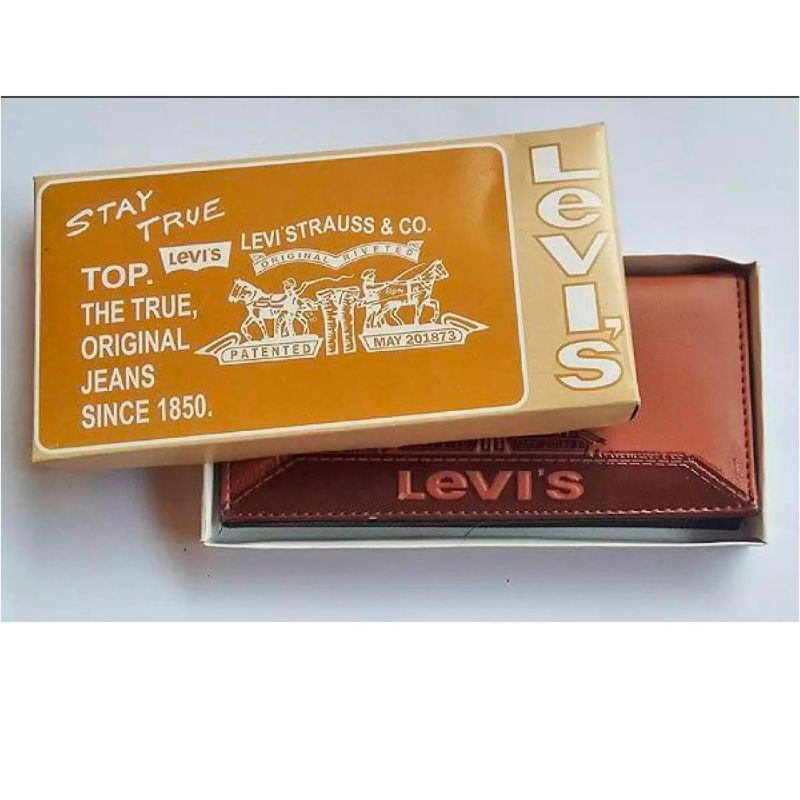 STAY
TRUE
TOP.
LEVI'S
THE TRUE,
ORIGINAL
JEANS
SINCE 1850.
LEVI'STRAUSS & CO.
ORIGINAL RIVETED
PATENTED
MAY 201873
LEVI'S
LEVI'S